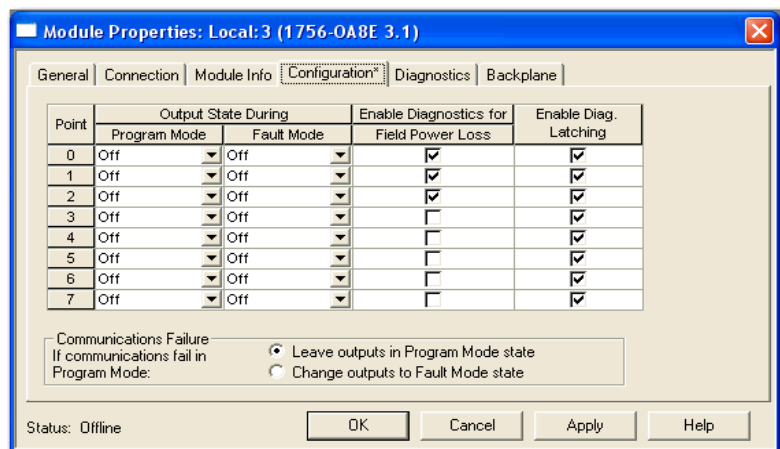 Module Properties: Local:3 (1756-OA8E 3.1)
General Connection Module Info Configuration* Diagnostics Backplane
Point Output State During Enable Diagnostics for Enable Diag. Latching
Program Mode Fault Mode Field Power Loss
0 Off Off
1 Off Off
2 Off Off
3 Off Off
4 Off Off
5 Off Off
6 Off Off
7 Off Off
Communications Failure
If communications fail in Program Mode:
Leave outputs in Program Mode state
Change outputs to Fault Mode state
Status: Offline OK Cancel Apply Help